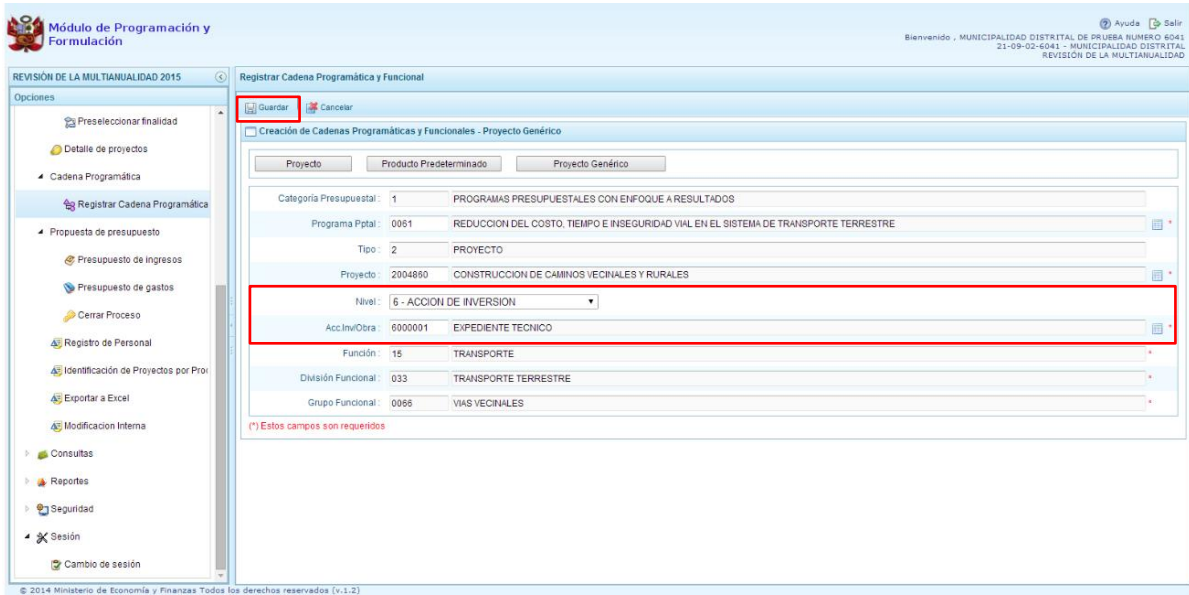 Módulo de Programación y
Formulación
Ayuda Salir
Bienvenido , MUNICIPALIDAD DISTRITAL DE PRUEBA NUMERO 6041
21-09-02-6041 - MUNICIPALIDAD DISTRITAL
REVISIÓN DE LA MULTIANUALIDAD
REVISIÓN DE LA MULTIANUALIDAD 2015
Opciones
Preseleccionar finalidad
Detalle de proyectos
Cadena Programática
Registrar Cadena Programática
Propuesta de presupuesto
Presupuesto de ingresos
Presupuesto de gastos
Cerrar Proceso
Registro de Personal
Identificación de Proyectos por Proc
Exportar a Excel
Modificacion Interna
Consultas
Reportes
Seguridad
Sesión
Cambio de sesión
Registrar Cadena Programática y Funcional
Guardar Cancelar
Creación de Cadenas Programáticas y Funcionales - Proyecto Genérico
Proyecto Producto Predeterminado Proyecto Genérico
Categoría Presupuestal : 1 PROGRAMAS PRESUPUESTALES CON ENFOQUE A RESULTADOS
Programa Pptal : 0061 REDUCCION DEL COSTO, TIEMPO E INSEGURIDAD VIAL EN EL SISTEMA DE TRANSPORTE TERRESTRE *
Tipo : 2 PROYECTO
Proyecto : 2004860 CONSTRUCCION DE CAMINOS VECINALES Y RURALES *
Nivel : 6 - ACCION DE INVERSION
Acc.Inv/Obra : 6000001 EXPEDIENTE TECNICO *
Función : 15 TRANSPORTE *
División Funcional : 033 TRANSPORTE TERRESTRE *
Grupo Funcional : 0066 VIAS VECINALES *
(*) Estos campos son requeridos
© 2014 Ministerio de Economía y Finanzas Todos los derechos reservados (v.1.2)